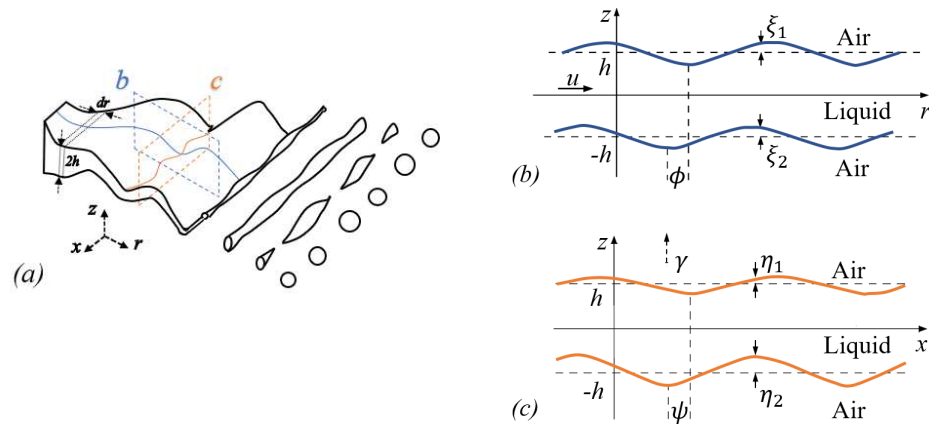 b
c
dr
2h
z
x
r
(a)
z
ξ₁
Air
h
u
Liquid
r
-h
ξ₂
Air
ϕ
(b)
z
γ
η₁
Air
h
x
Liquid
-h
ψ
η₂
Air
(c)